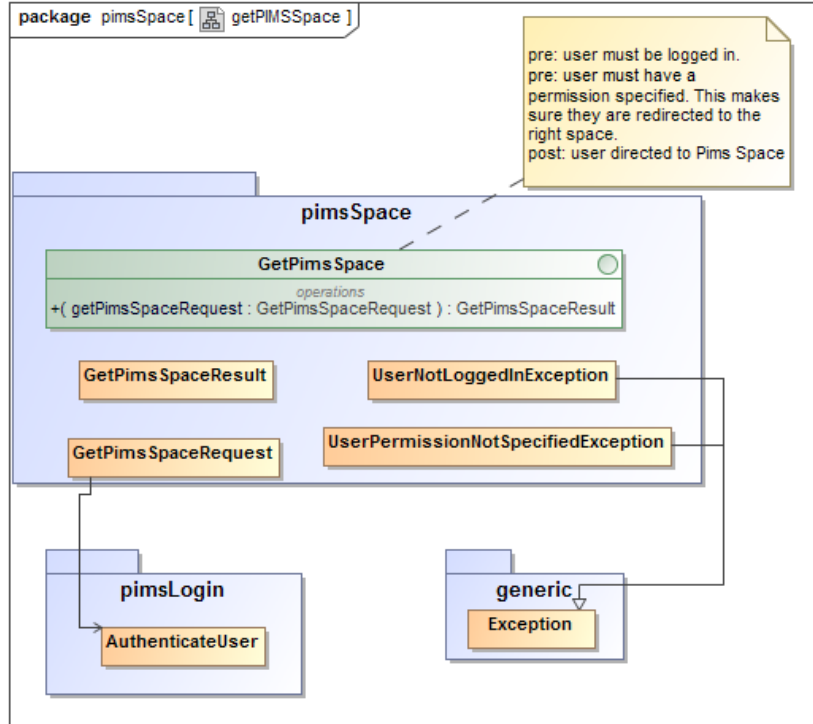 package pimsSpace [ getPIMSSpace ]
pre: user must be logged in.
pre: user must have a
permission specified. This makes
sure they are redirected to the
right space.
post: user directed to Pims Space
pimsSpace
GetPimsSpace
operations
+( getPimsSpaceRequest : GetPimsSpaceRequest ) : GetPimsSpaceResult
GetPimsSpaceResult
UserNotLoggedInException
UserPermissionNotSpecifiedException
GetPimsSpaceRequest
pimsLogin
generic
Exception
AuthenticateUser